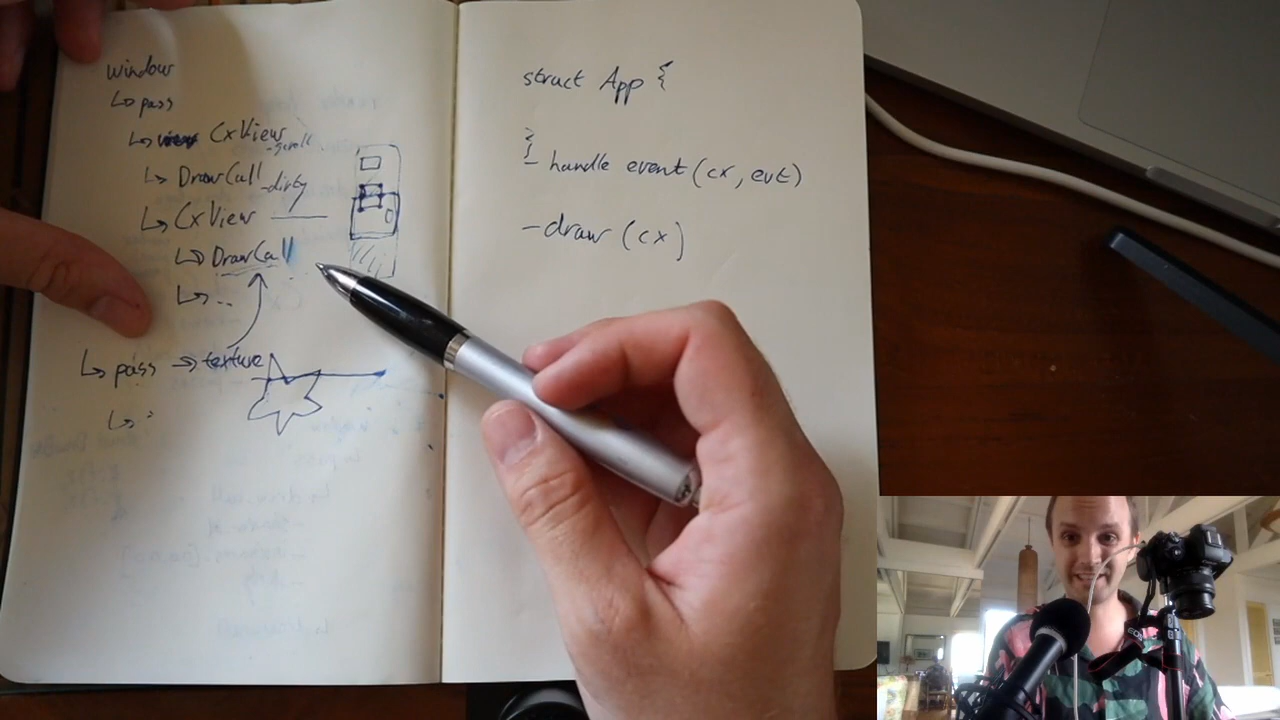 window
↳ pass
↳ CxView -scroll
↳ DrawCall -dirty
↳ CxView
↳ DrawCall
↳ ...
↳ pass → texture
↳
struct App {
}
- handle event (cx, evt)
- draw (cx)